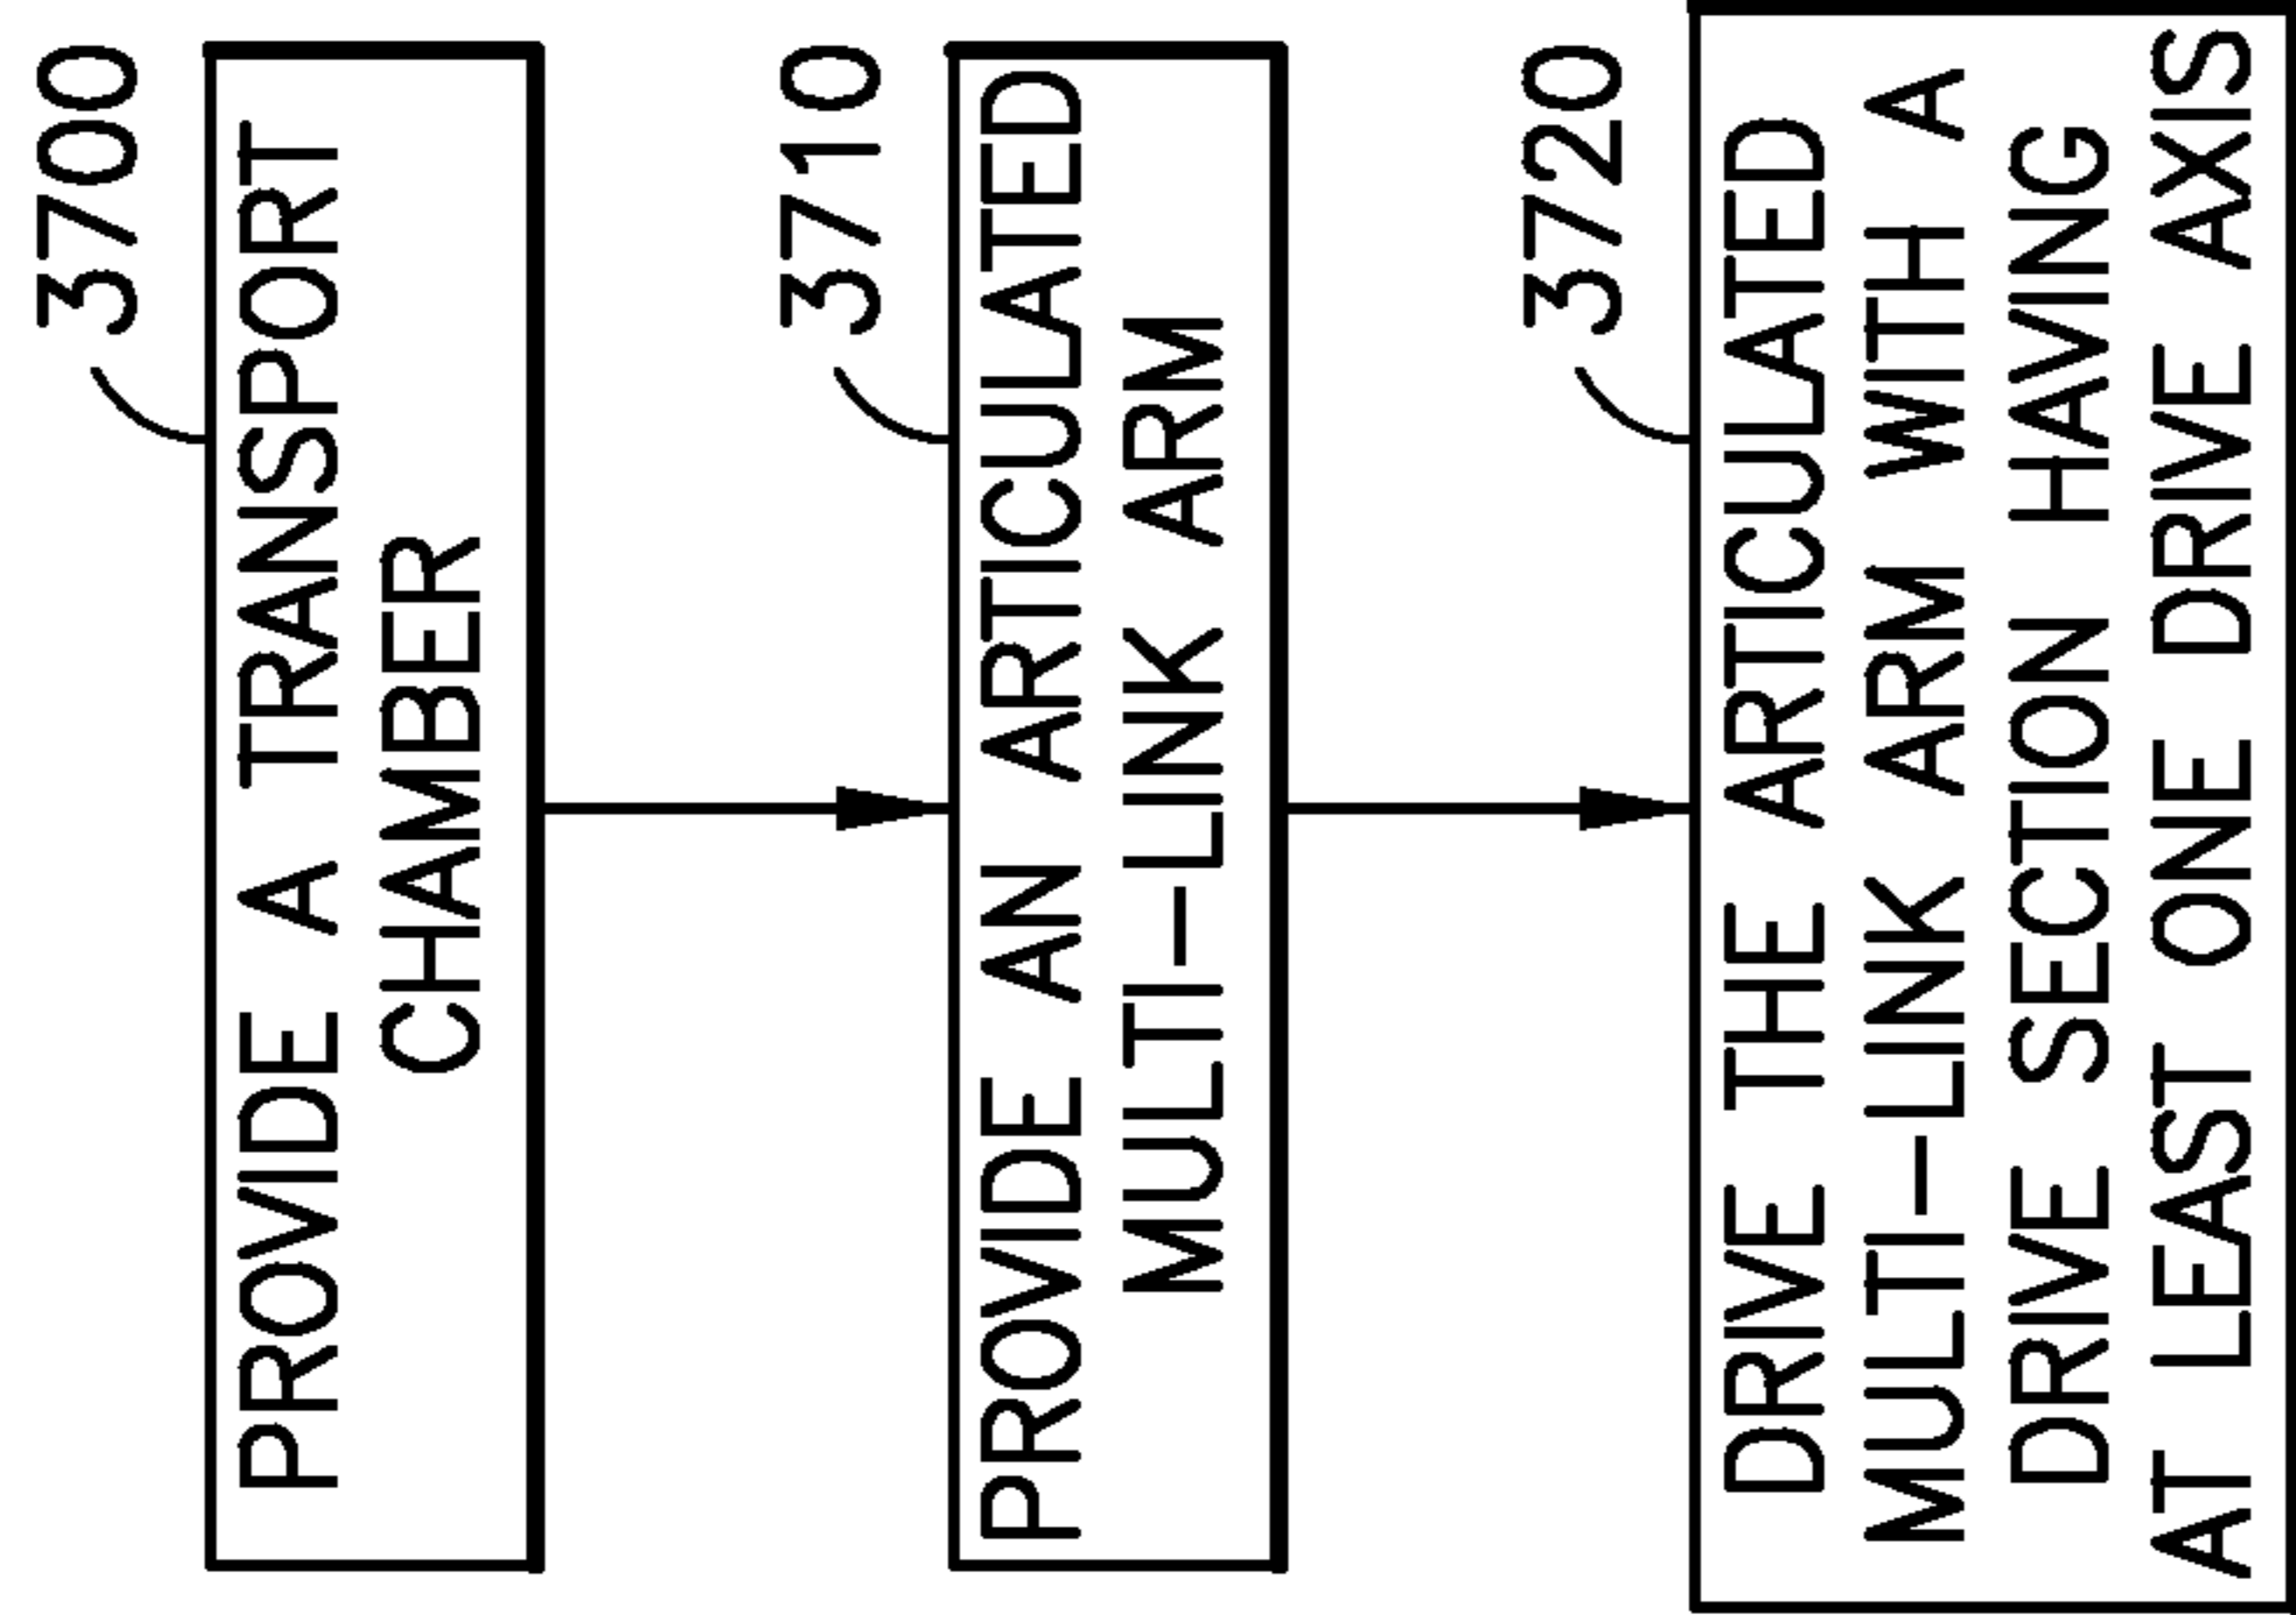 3700
PROVIDE A TRANSPORT
CHAMBER
3710
PROVIDE AN ARTICULATED
MULTI-LINK ARM
3720
DRIVE THE ARTICULATED
MULTI-LINK ARM WITH A
DRIVE SECTION HAVING
AT LEAST ONE DRIVE AXIS